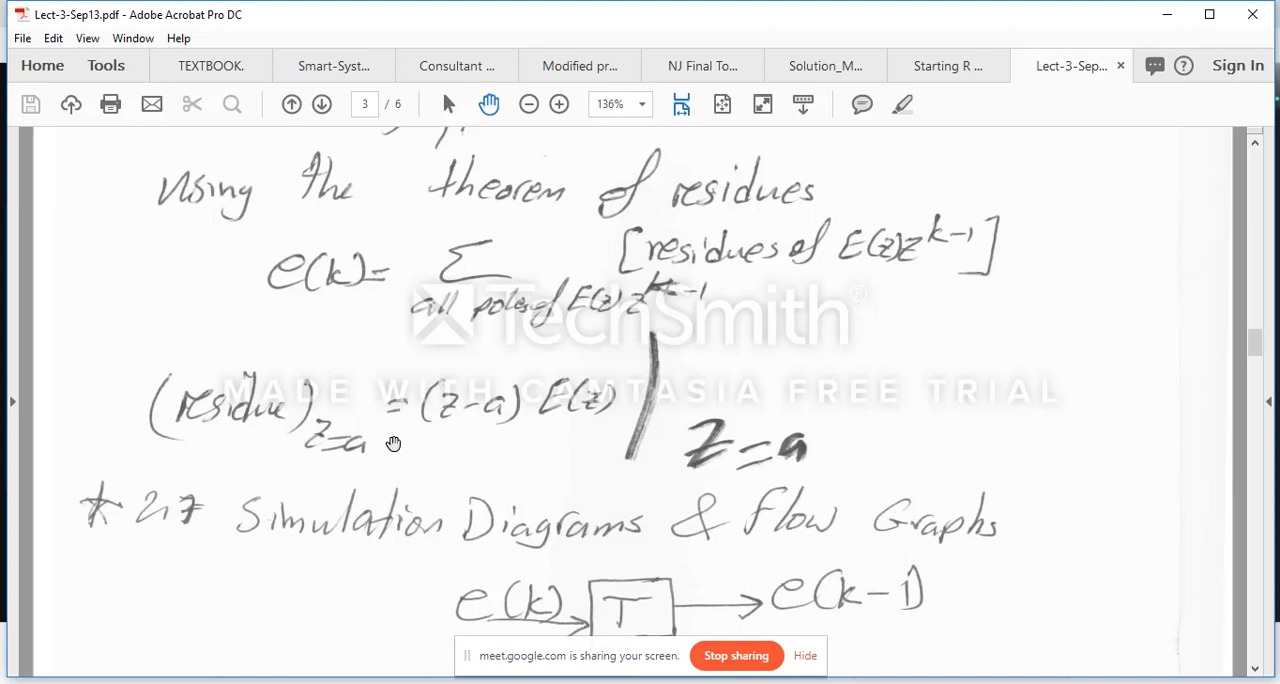 Lect-3-Sep13.pdf - Adobe Acrobat Pro DC
File Edit View Window Help
Home Tools TEXTBOOK. Smart-Syst... Consultant ... Modified pr... NJ Final To... Solution_M... Starting R ... Lect-3-Sep... × Sign In
3 / 6 136%
Using the theorem of residues
e(k)= Σ [residues of E(z)z^k-1]
all poles of E(z) z^k-1
TechSmith®
MADE WITH CAMTASIA FREE TRIAL
(residue)z=a = (z-a) E(z) | z=a
* 2.7 Simulation Diagrams & Flow Graphs
e(k) T e(k-1)
meet.google.com is sharing your screen. Stop sharing Hide